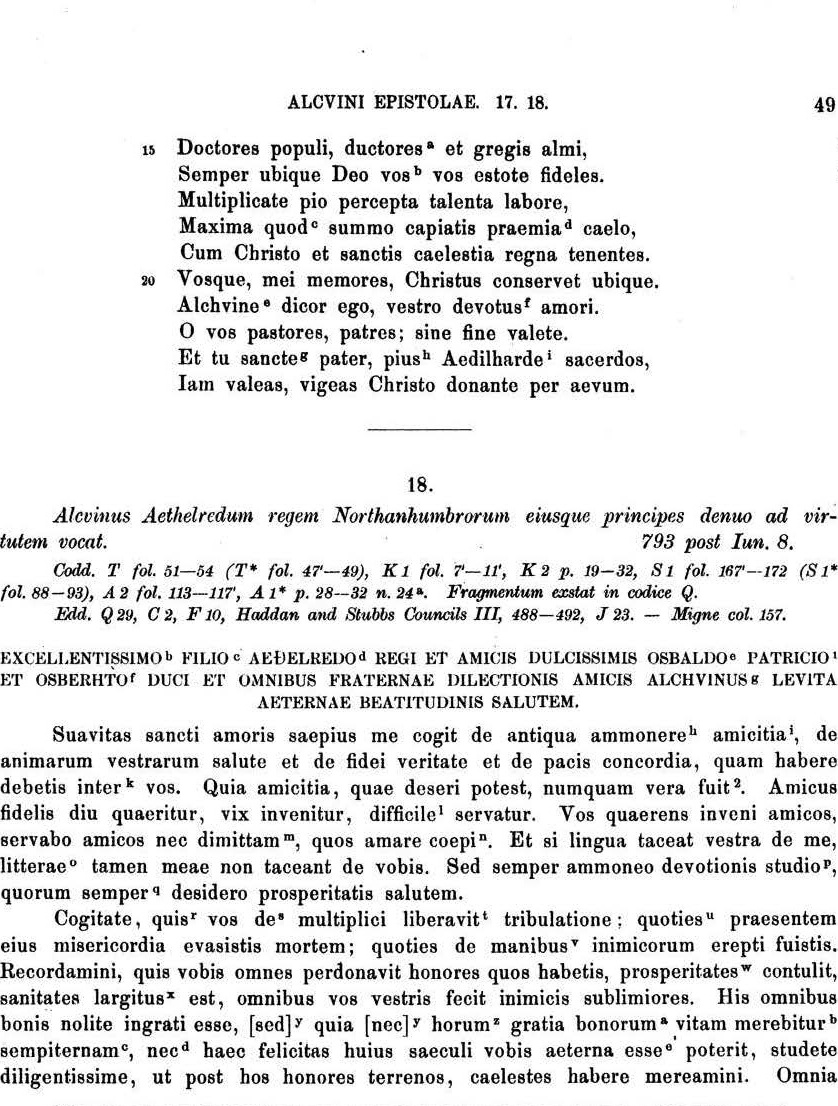 ALCVINI EPISTOLAE. 17. 18. 49
15 Doctores populi, ductores ᵃ et gregis almi,
Semper ubique Deo vos ᵇ vos estote fideles.
Multiplicate pio percepta talenta labore,
Maxima quod ᶜ summo capiatis praemia ᵈ caelo,
Cum Christo et sanctis caelestia regna tenentes.
20 Vosque, mei memores, Christus conservet ubique.
Alchvine ᵉ dicor ego, vestro devotus ᶠ amori.
O vos pastores, patres; sine fine valete.
Et tu sancte ᵍ pater, pius ʰ Aedilharde ⁱ sacerdos,
Iam valeas, vigeas Christo donante per aevum.
18.
Alcvinus Aethelredum regem Northanhumbrorum eiusque principes denuo ad vir-
tutem vocat. 793 post Iun. 8.
Codd. T fol. 51—54 (T* fol. 47'—49), K 1 fol. 7'—11', K 2 p. 19—32, S 1 fol. 167'—172 (S 1*
fol. 88—93), A 2 fol. 113—117', A 1* p. 28—32 n. 24 ᵃ. Fragmentum exstat in codice Q.
Edd. Q 29, C 2, F 10, Haddan and Stubbs Councils III, 488—492, J 23. — Migne col. 157.
EXCELLENTISSIMO ᵇ FILIO ᶜ AEÐELREDO ᵈ REGI ET AMICIS DULCISSIMIS OSBALDO ᵉ PATRICIO ¹
ET OSBERHTO ᶠ DUCI ET OMNIBUS FRATERNAE DILECTIONIS AMICIS ALCHVINUS ᵍ LEVITA
AETERNAE BEATITUDINIS SALUTEM.
Suavitas sancti amoris saepius me cogit de antiqua ammonere ʰ amicitia ⁱ, de
animarum vestrarum salute et de fidei veritate et de pacis concordia, quam habere
debetis inter ᵏ vos. Quia amicitia, quae deseri potest, numquam vera fuit ². Amicus
fidelis diu quaeritur, vix invenitur, difficile ˡ servatur. Vos quaerens inveni amicos,
servabo amicos nec dimittam ᵐ, quos amare coepi ⁿ. Et si lingua taceat vestra de me,
litterae ᵒ tamen meae non taceant de vobis. Sed semper ammoneo devotionis studio ᵖ,
quorum semper q desidero prosperitatis salutem.
Cogitate, quis ʳ vos de ˢ multiplici liberavit ᵗ tribulatione; quoties ᵘ praesentem
eius misericordia evasistis mortem; quoties de manibus ᵛ inimicorum erepti fuistis.
Recordamini, quis vobis omnes perdonavit honores quos habetis, prosperitates ʷ contulit,
sanitates largitus ˣ est, omnibus vos vestris fecit inimicis sublimiores. His omnibus
bonis nolite ingrati esse, [sed] ʸ quia [nec] ʸ horum ᶻ gratia bonorum ᵃ vitam merebitur ᵇ
sempiternam ᶜ, nec ᵈ haec felicitas huius saeculi vobis aeterna esse ᵉ poterit, studete
diligentissime, ut post hos honores terrenos, caelestes habere mereamini. Omnia